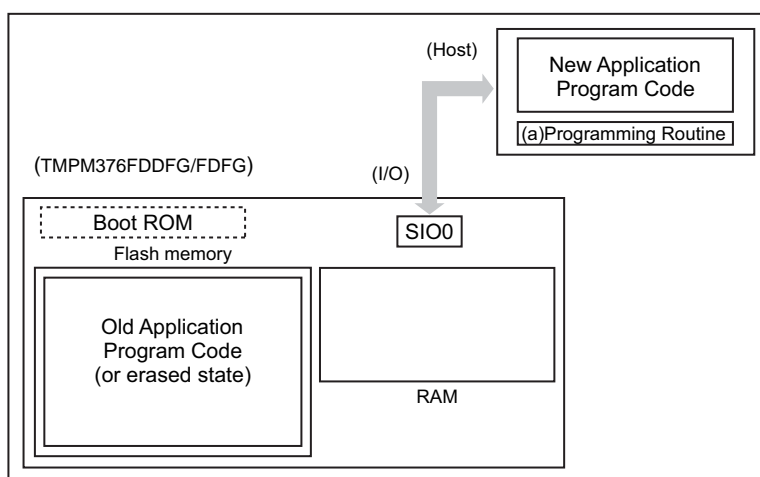 (Host)
New Application
Program Code
(a)Programming Routine
(TMPM376FDDFG/FDFG)
(I/O)
Boot ROM
SIO0
Flash memory
Old Application
Program Code
(or erased state)
RAM